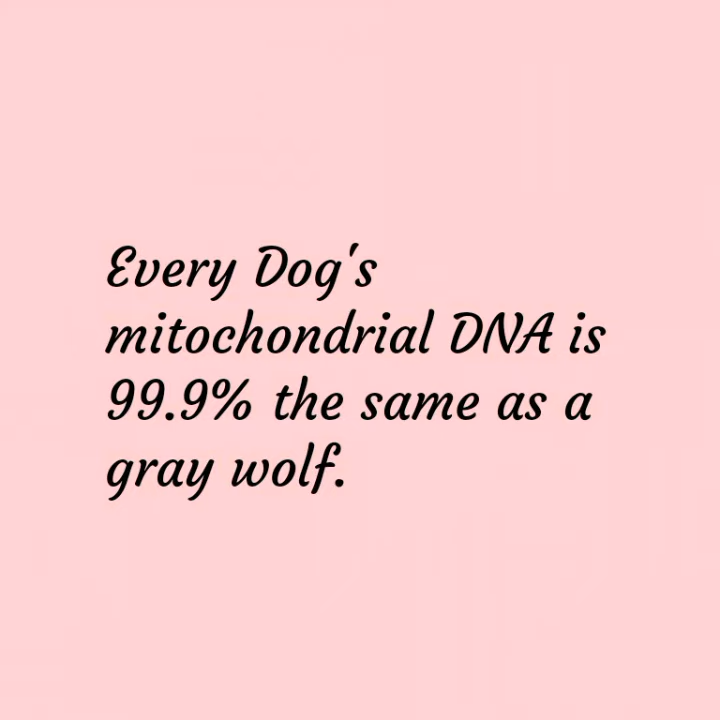 Every Dog's
mitochondrial DNA is
99.9% the same as a
gray wolf.